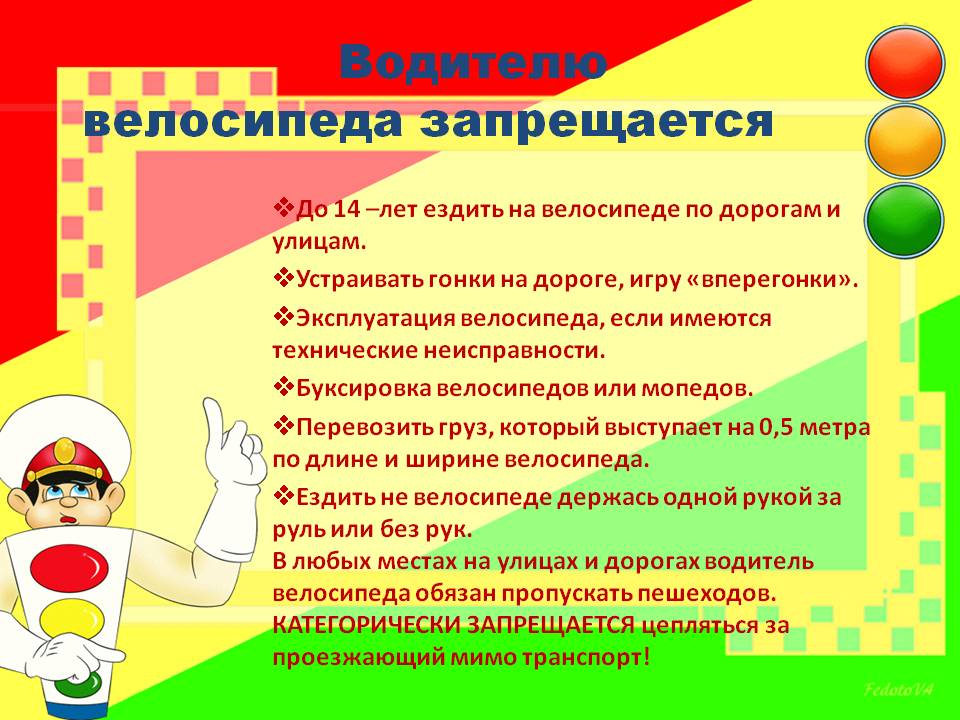 Водителю
велосипеда запрещается
❖До 14 –лет ездить на велосипеде по дорогам и
улицам.
❖Устраивать гонки на дороге, игру «вперегонки».
❖Эксплуатация велосипеда, если имеются
технические неисправности.
❖Буксировка велосипедов или мопедов.
❖Перевозить груз, который выступает на 0,5 метра
по длине и ширине велосипеда.
❖Ездить не велосипеде держась одной рукой за
руль или без рук.
В любых местах на улицах и дорогах водитель
велосипеда обязан пропускать пешеходов.
КАТЕГОРИЧЕСКИ ЗАПРЕЩАЕТСЯ цепляться за
проезжающий мимо транспорт!
FedotoVA